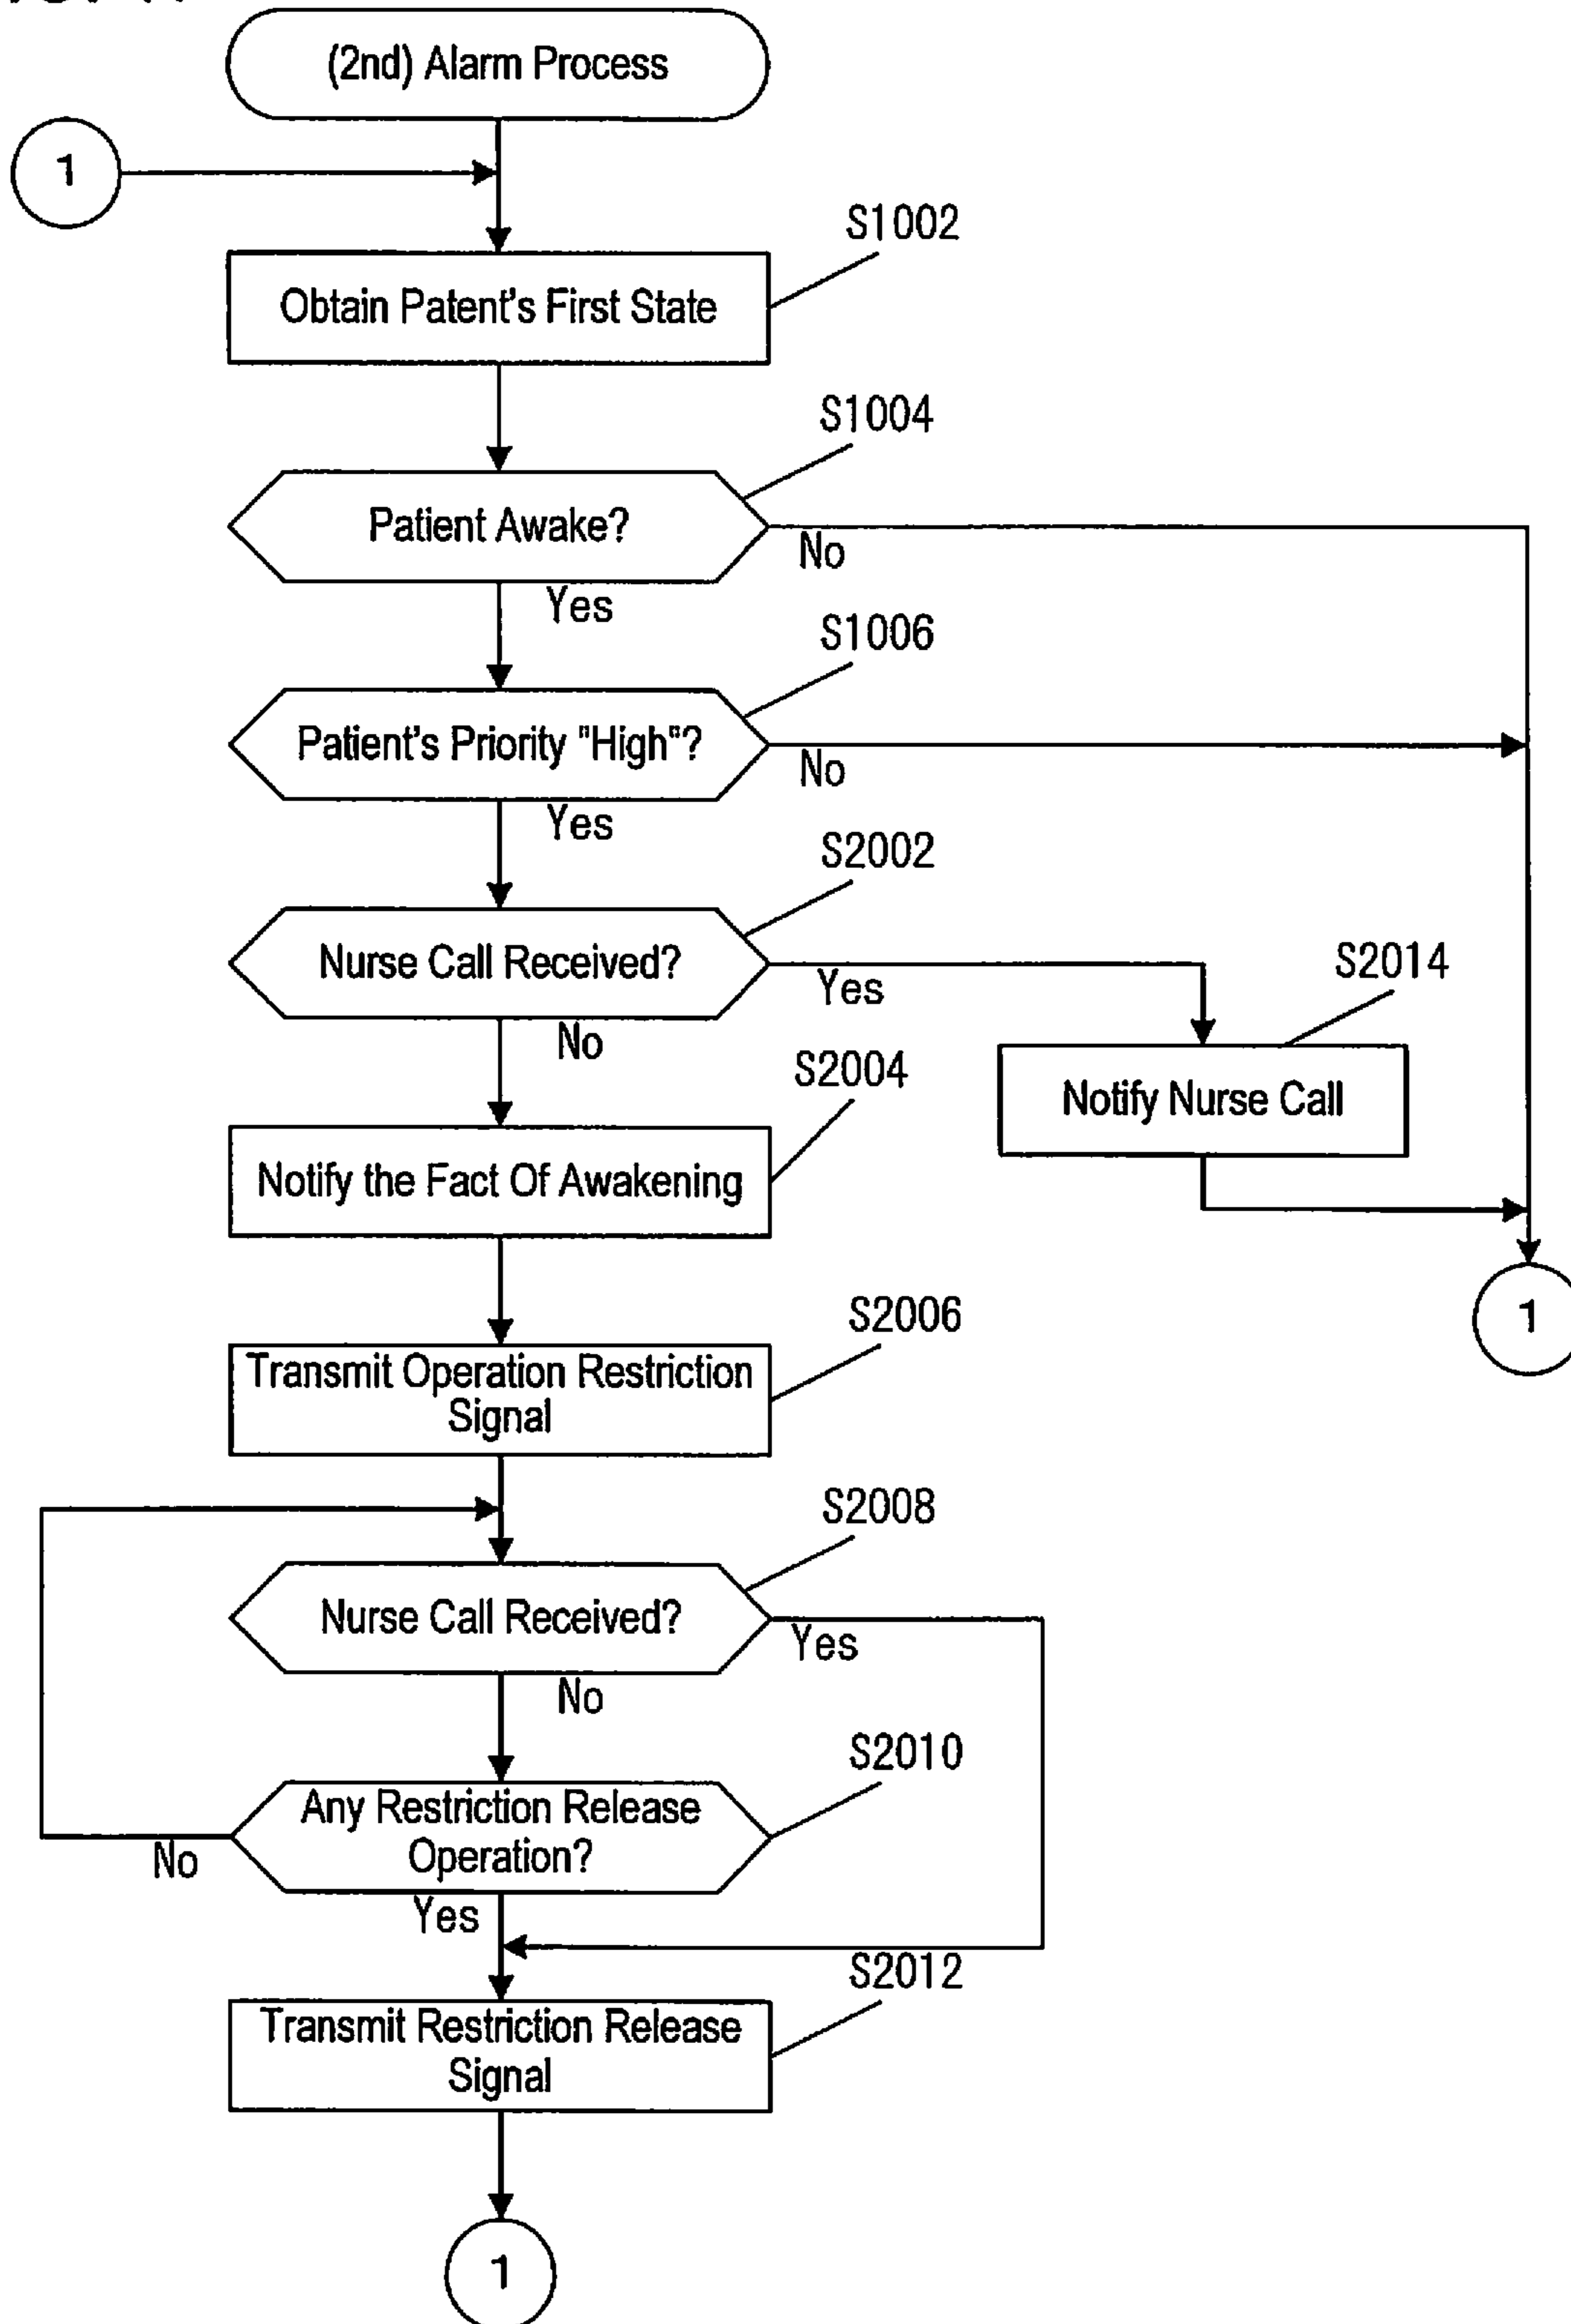 (2nd) Alarm Process
1
S1002
Obtain Patent's First State
S1004
Patient Awake?
No
Yes
S1006
Patient's Priority "High"?
No
Yes
S2002
Nurse Call Received?
Yes
No
S2014
Notify Nurse Call
S2004
Notify the Fact Of Awakening
1
S2006
Transmit Operation Restriction
Signal
S2008
Nurse Call Received?
Yes
No
S2010
Any Restriction Release
Operation?
No
Yes
S2012
Transmit Restriction Release
Signal
1